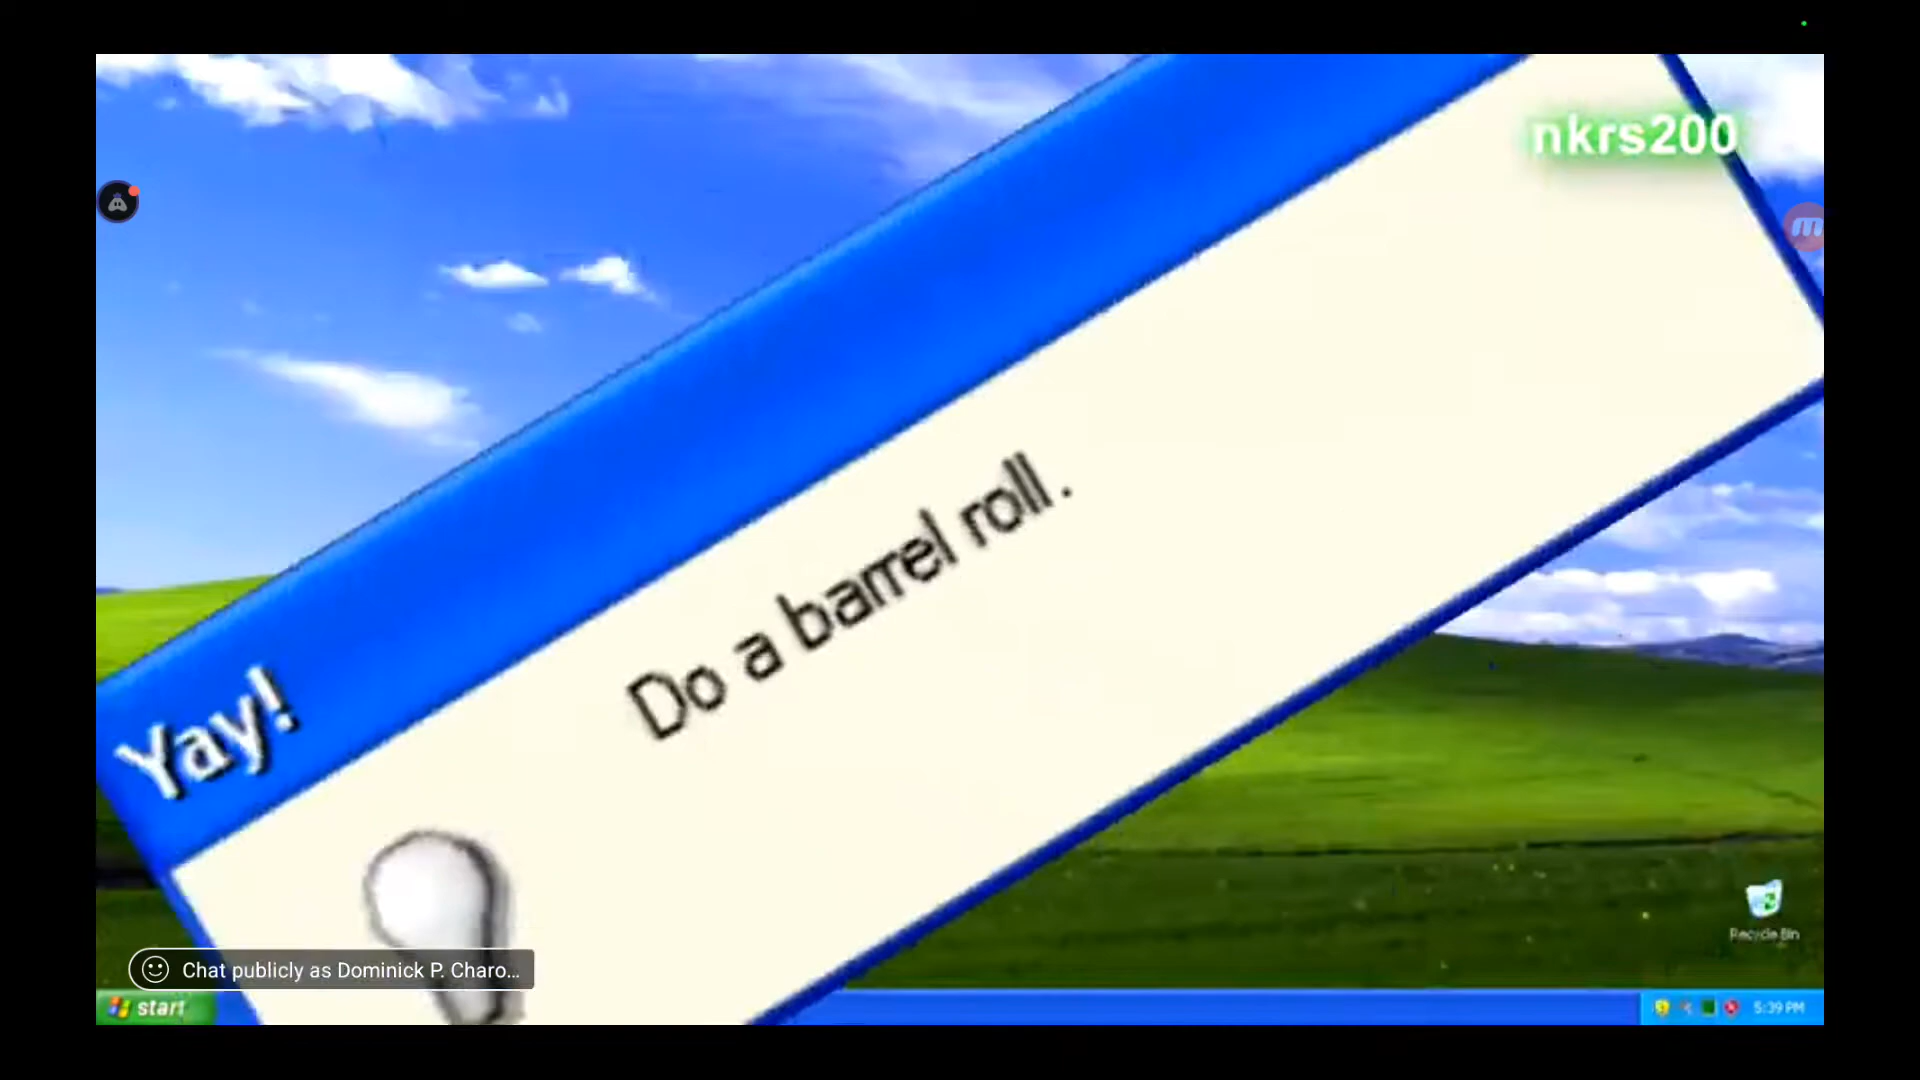 nkrs200
Yay!
Do a barrel roll.
Recycle Bin
Chat publicly as Dominick P. Charo...
start
5:39 PM